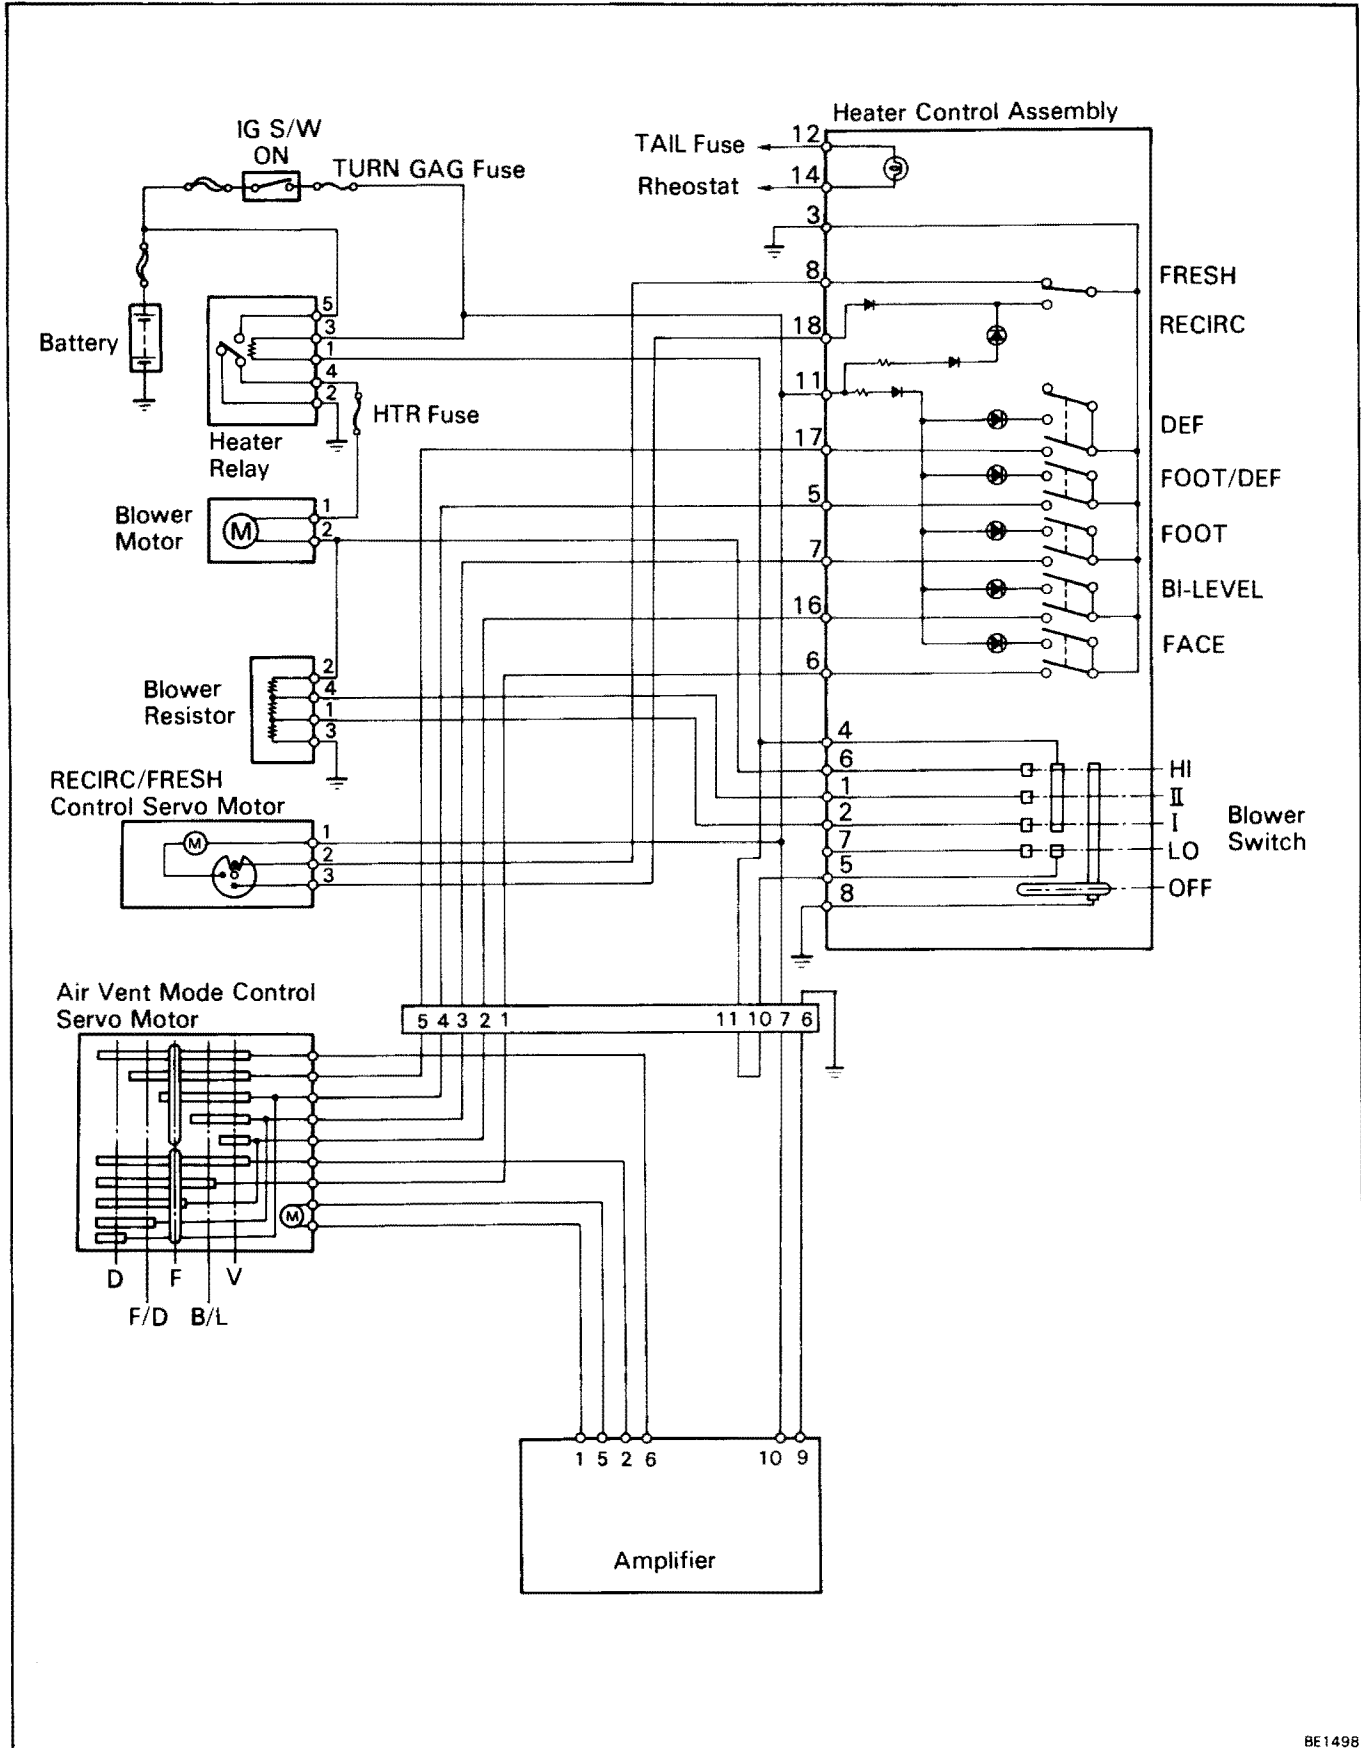 Heater Control Assembly
IG S/W
ON
TURN GAG Fuse
TAIL Fuse
12
Rheostat
14
3
8
FRESH
18
RECIRC
Battery
5
3
1
4
2
HTR Fuse
Heater
Relay
11
DEF
17
FOOT/DEF
5
FOOT
7
BI-LEVEL
16
FACE
6
Blower
Motor
M
1
2
Blower
Resistor
2
4
1
3
4
6
HI
1
II
2
I
7
LO
5
OFF
8
Blower
Switch
RECIRC/FRESH
Control Servo Motor
M
1
2
3
Air Vent Mode Control
Servo Motor
5 4 3 2 1
11 10 7 6
M
D F V
F/D B/L
1 5 2 6
10 9
Amplifier
BE1498